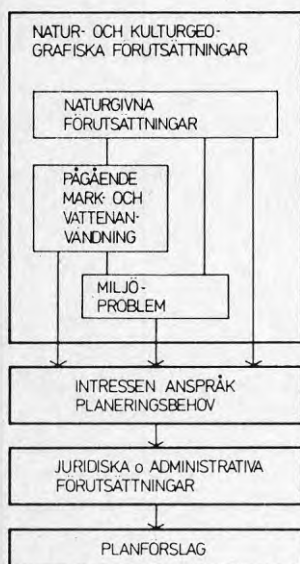 NATUR- OCH KULTURGEO-
GRAFISKA FÖRUTSÄTTNINGAR
NATURGIVNA
FÖRUTSÄTTNINGAR
PÅGÅENDE
MARK- OCH
VATTENAN-
VÄNDNING
MILJÖ-
PROBLEM
INTRESSEN ANSPRÅK
PLANERINGSBEHOV
JURIDISKA o ADMINISTRATIVA
FÖRUTSÄTTNINGAR
PLANFÖRSLAG